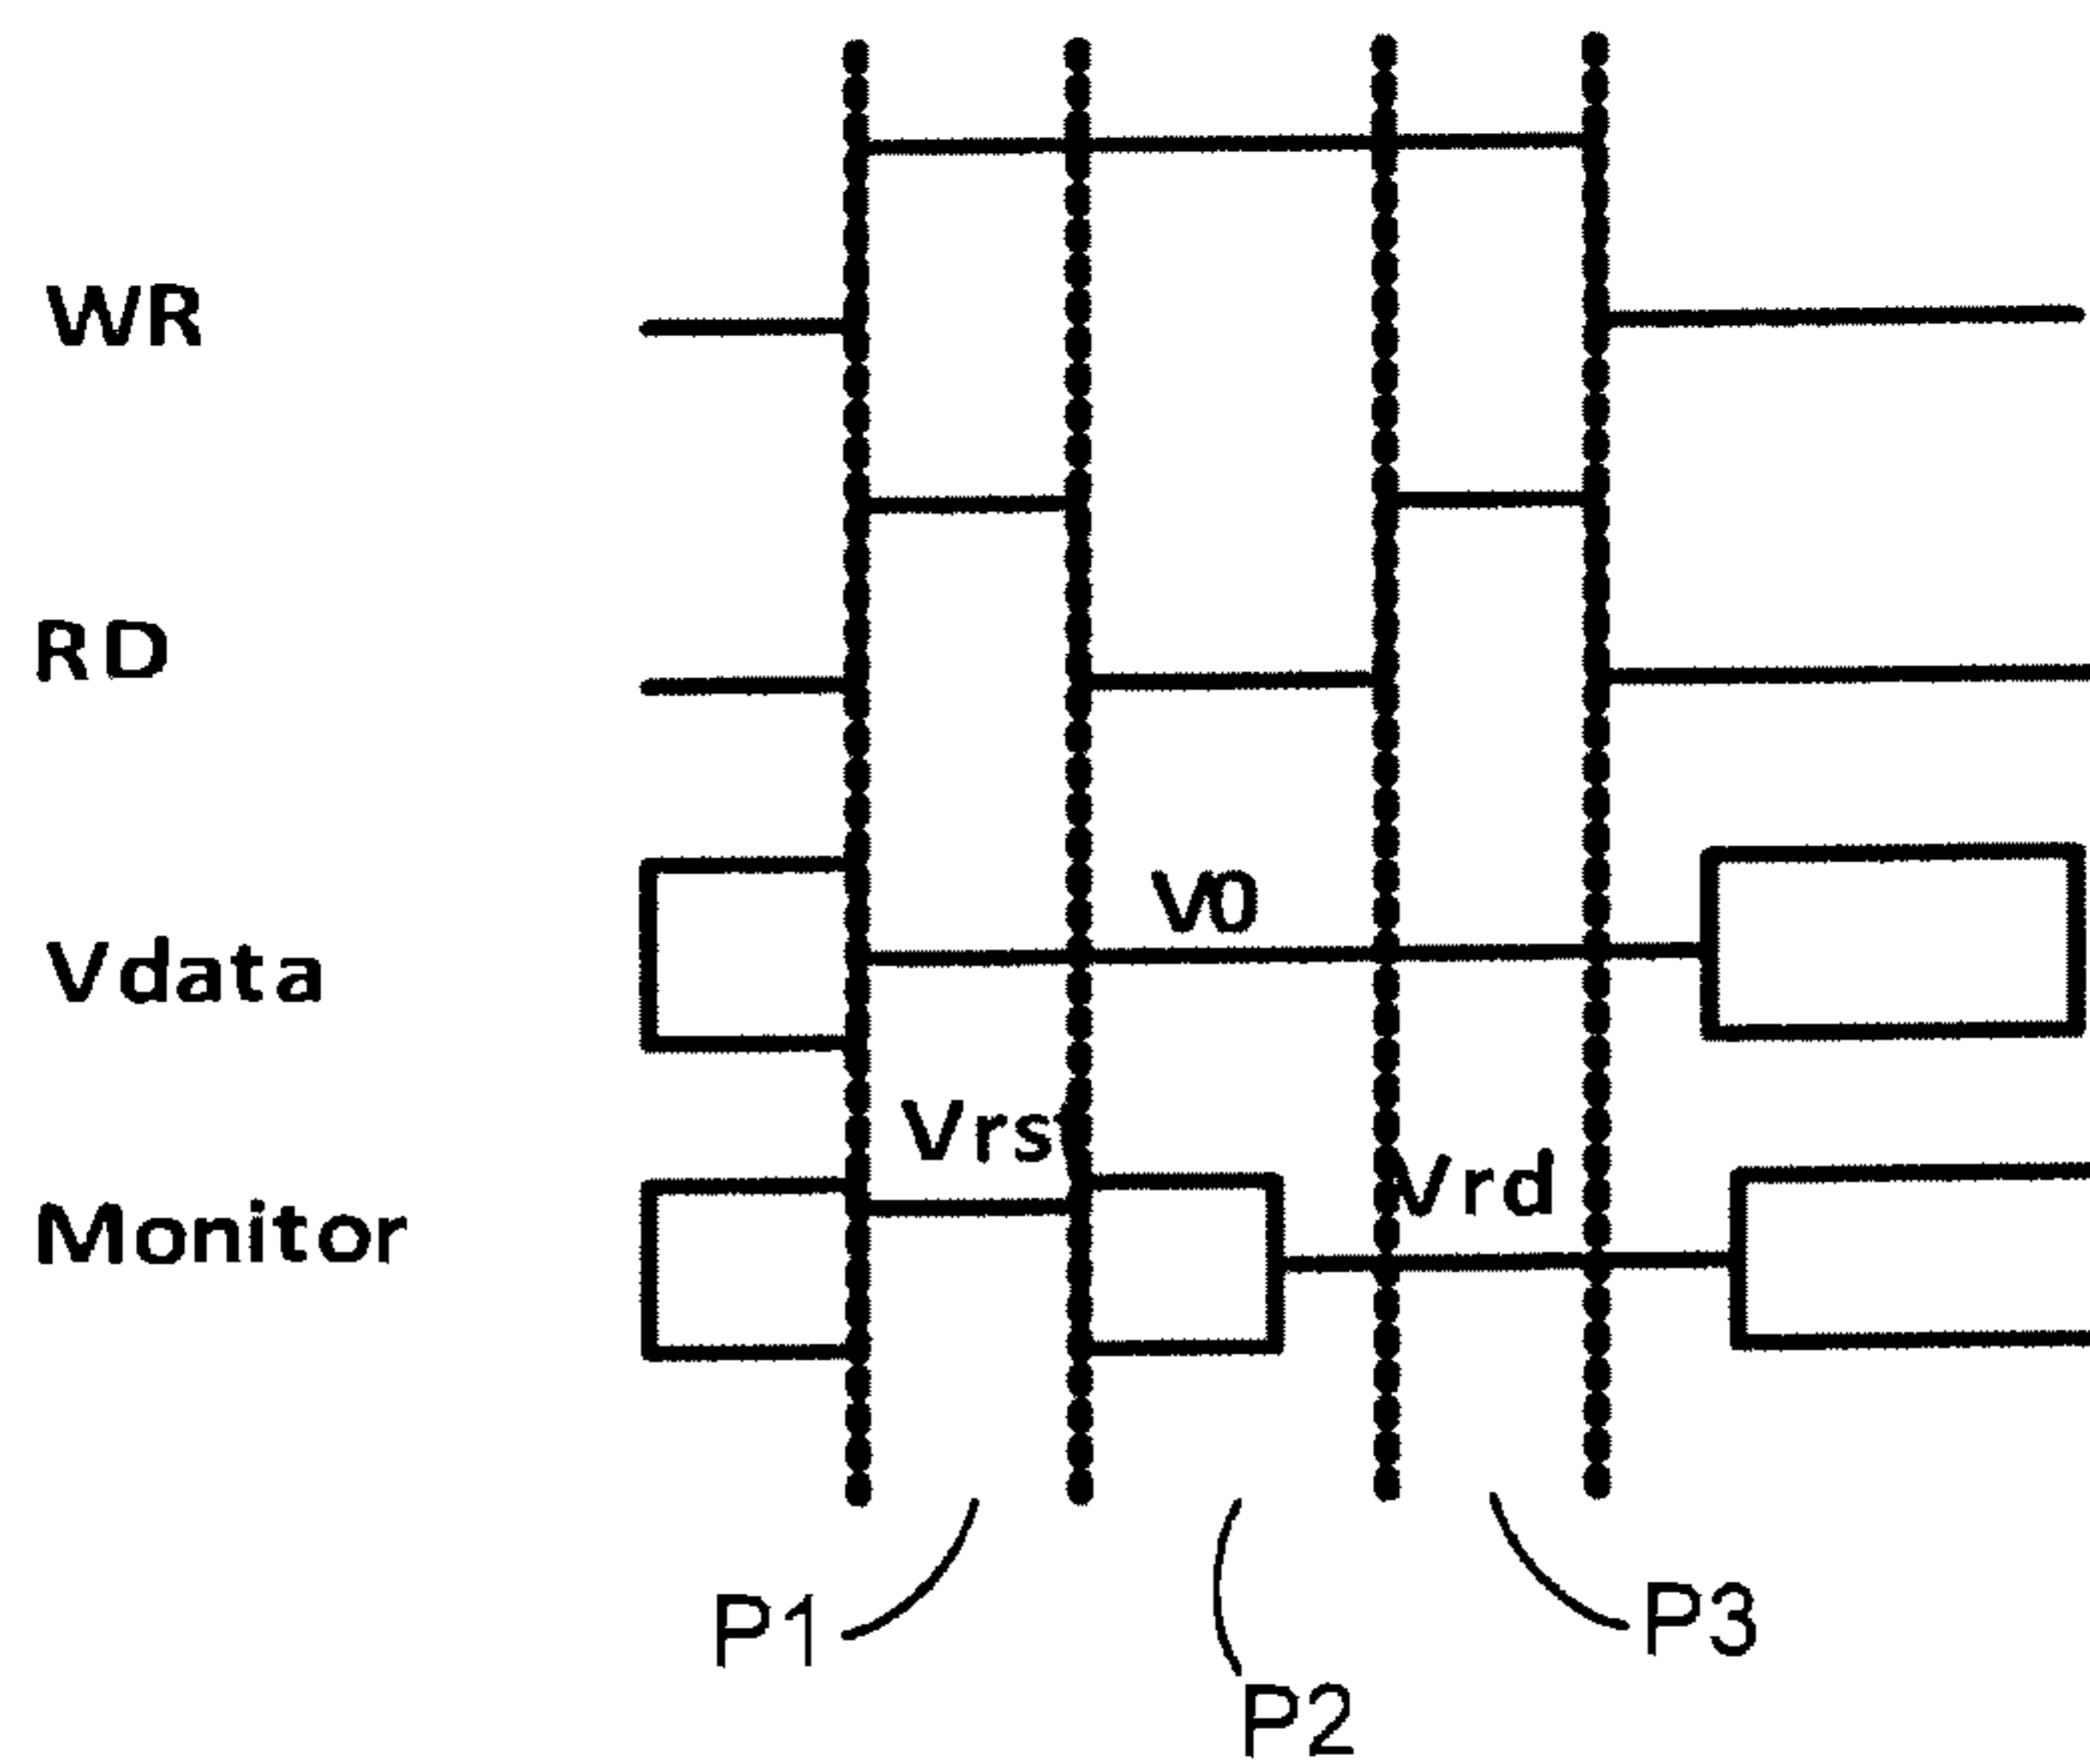 WR
RD
V0
Vdata
Vrst
Vrd
Monitor
P1
P3
P2